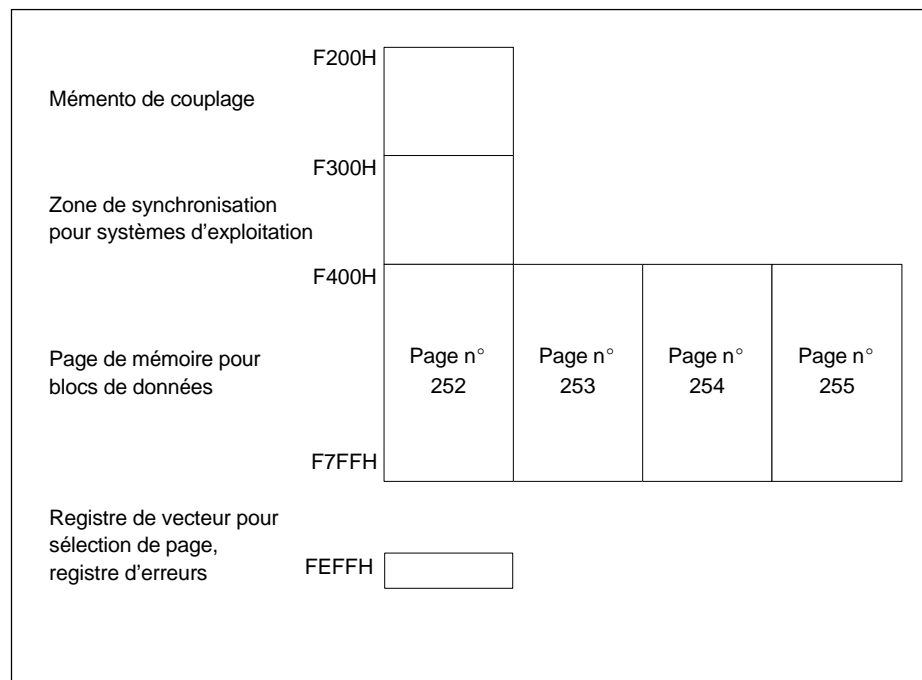 F200H
Mémento de couplage
F300H
Zone de synchronisation
pour systèmes d'exploitation
F400H
Page de mémoire pour
blocs de données
Page n°
252
Page n°
253
Page n°
254
Page n°
255
F7FFH
Registre de vecteur pour
sélection de page,
registre d'erreurs
FEFFH